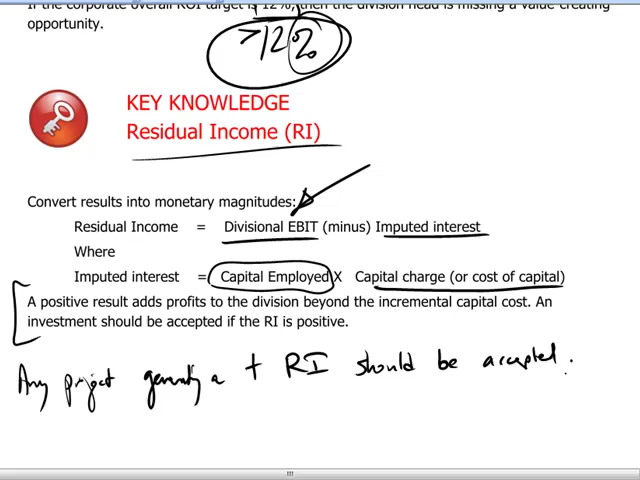 If the corporate overall ROI target is 12%, then the division head is missing a value creating
opportunity.
>12%
KEY KNOWLEDGE
Residual Income (RI)
Convert results into monetary magnitudes:
Residual Income = Divisional EBIT (minus) Imputed interest
Where
Imputed interest = Capital Employed X Capital charge (or cost of capital)
A positive result adds profits to the division beyond the incremental capital cost. An
investment should be accepted if the RI is positive.
Any project generating a + RI should be accepted.